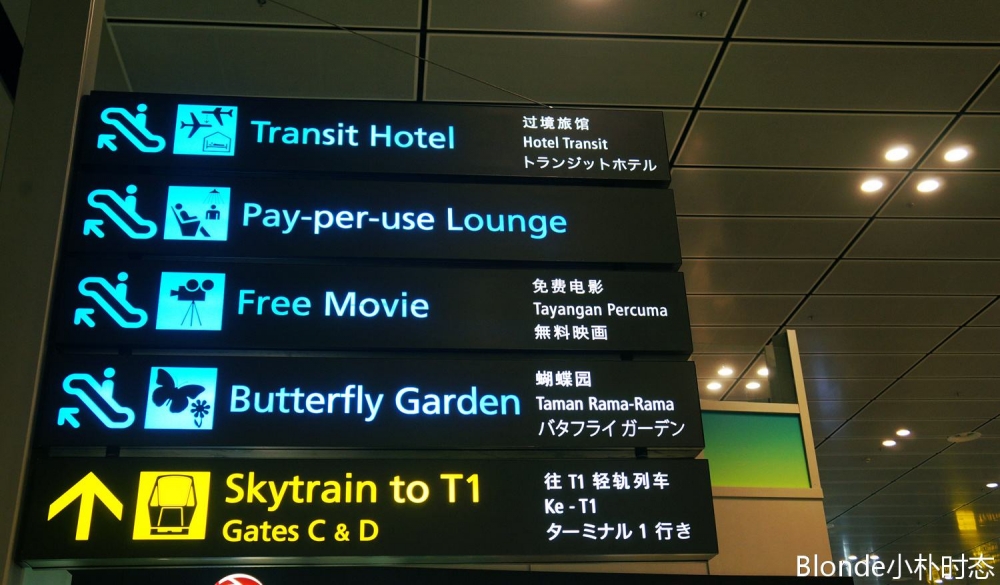 Transit Hotel
过境旅馆
Hotel Transit
トランジットホテル
Pay-per-use Lounge
Free Movie
免费电影
Tayangan Percuma
無料映画
Butterfly Garden
蝴蝶园
Taman Rama-Rama
バタフライガーデン
Skytrain to T1
Gates C & D
往 T1 轻轨列车
Ke - T1
ターミナル 1 行き
Blonde小朴时态